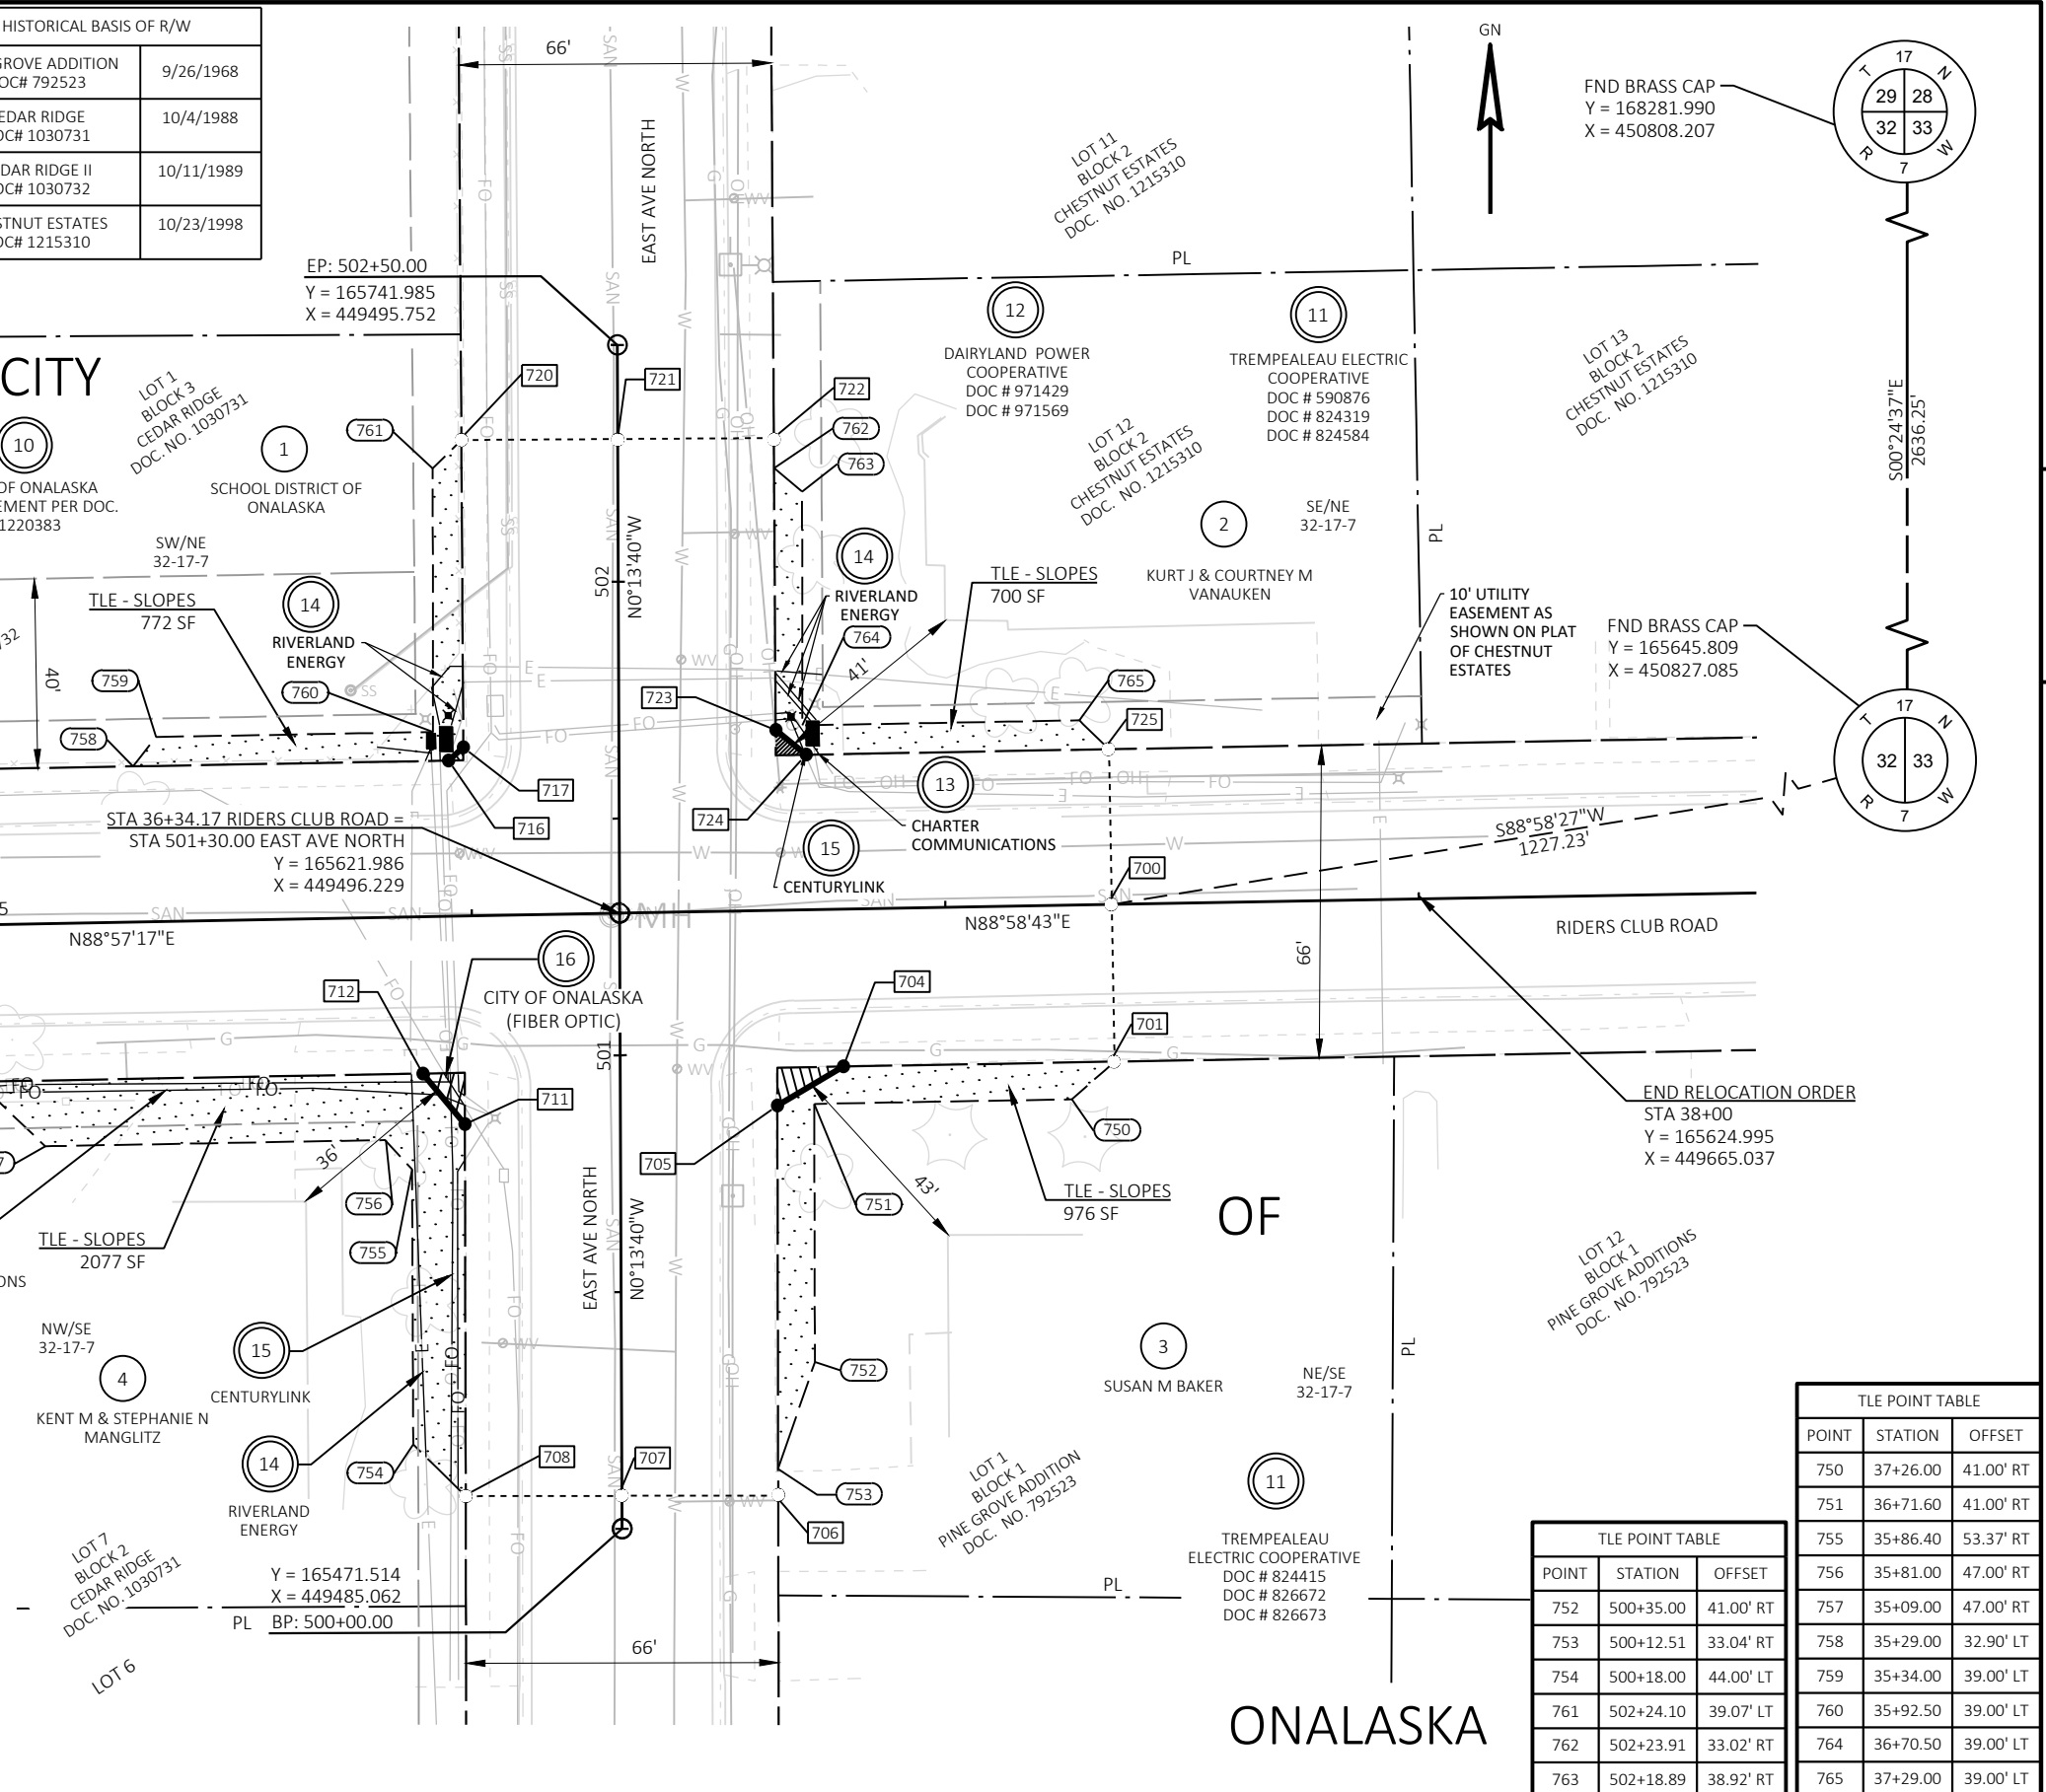 HISTORICAL BASIS OF R/W
GROVE ADDITION
OC# 792523
9/26/1968
EDAR RIDGE
OC# 1030731
10/4/1988
DAR RIDGE II
OC# 1030732
10/11/1989
STNUT ESTATES
OC# 1215310
10/23/1998
66'
EAST AVE NORTH
EP: 502+50.00
Y = 165741.985
X = 449495.752
GN
FND BRASS CAP
Y = 168281.990
X = 450808.207
T 17 N
29 28
32 33
R 7 W
S00°24'37"E
2636.25'
LOT 11
BLOCK 2
CHESTNUT ESTATES
DOC. NO. 1215310
PL
CITY
LOT 1
BLOCK 3
CEDAR RIDGE
DOC. NO. 1030731
10
OF ONALASKA
EMENT PER DOC.
1220383
1
SCHOOL DISTRICT OF
ONALASKA
SW/NE
32-17-7
761
720
721
722
762
763
12
DAIRYLAND POWER
COOPERATIVE
DOC # 971429
DOC # 971569
11
TREMPEALEAU ELECTRIC
COOPERATIVE
DOC # 590876
DOC # 824319
DOC # 824584
LOT 13
BLOCK 2
CHESTNUT ESTATES
DOC. NO. 1215310
LOT 12
BLOCK 2
CHESTNUT ESTATES
DOC. NO. 1215310
2
KURT J & COURTNEY M
VANAUKEN
SE/NE
32-17-7
PL
502
N0°13'40"W
14
RIVERLAND
ENERGY
TLE - SLOPES
700 SF
764
41'
765
725
723
724
TLE - SLOPES
772 SF
40'
14
RIVERLAND
ENERGY
759
760
758
717
716
10' UTILITY
EASEMENT AS
SHOWN ON PLAT
OF CHESTNUT
ESTATES
FND BRASS CAP
Y = 165645.809
X = 450827.085
T 17 N
32 33
R 7 W
13
CHARTER
COMMUNICATIONS
15
CENTURYLINK
STA 36+34.17 RIDERS CLUB ROAD =
STA 501+30.00 EAST AVE NORTH
Y = 165621.986
X = 449496.229
MH
N88°57'17"E
N88°58'43"E
S88°58'27"W
1227.23'
700
RIDERS CLUB ROAD
66'
712
16
CITY OF ONALASKA
(FIBER OPTIC)
704
701
501
711
705
750
751
END RELOCATION ORDER
STA 38+00
Y = 165624.995
X = 449665.037
36'
43'
756
755
TLE - SLOPES
2077 SF
TLE - SLOPES
976 SF
OF
EAST AVE NORTH
N0°13'40"W
LOT 12
BLOCK 1
PINE GROVE ADDITIONS
DOC. NO. 792523
NW/SE
32-17-7
4
KENT M & STEPHANIE N
MANGLITZ
15
CENTURYLINK
14
RIVERLAND
ENERGY
754
708
707
752
753
706
3
SUSAN M BAKER
NE/SE
32-17-7
PL
LOT 1
BLOCK 1
PINE GROVE ADDITION
DOC. NO. 792523
11
TREMPEALEAU
ELECTRIC COOPERATIVE
DOC # 824415
DOC # 826672
DOC # 826673
PL
LOT 7
BLOCK 2
CEDAR RIDGE
DOC. NO. 1030731
LOT 6
PL
Y = 165471.514
X = 449485.062
BP: 500+00.00
66'
ONALASKA
TLE POINT TABLE
POINT STATION OFFSET
752 500+35.00 41.00' RT
753 500+12.51 33.04' RT
754 500+18.00 44.00' LT
761 502+24.10 39.07' LT
762 502+23.91 33.02' RT
763 502+18.89 38.92' RT
TLE POINT TABLE
POINT STATION OFFSET
750 37+26.00 41.00' RT
751 36+71.60 41.00' RT
755 35+86.40 53.37' RT
756 35+81.00 47.00' RT
757 35+09.00 47.00' RT
758 35+29.00 32.90' LT
759 35+34.00 39.00' LT
760 35+92.50 39.00' LT
764 36+70.50 39.00' LT
765 37+29.00 39.00' LT